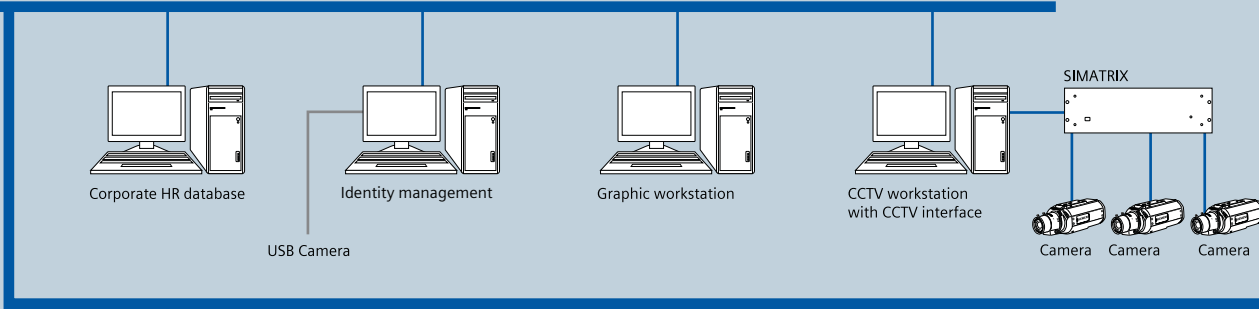 SIMATRIX
Corporate HR database
Identity management
Graphic workstation
CCTV workstation
with CCTV interface
USB Camera
Camera
Camera
Camera